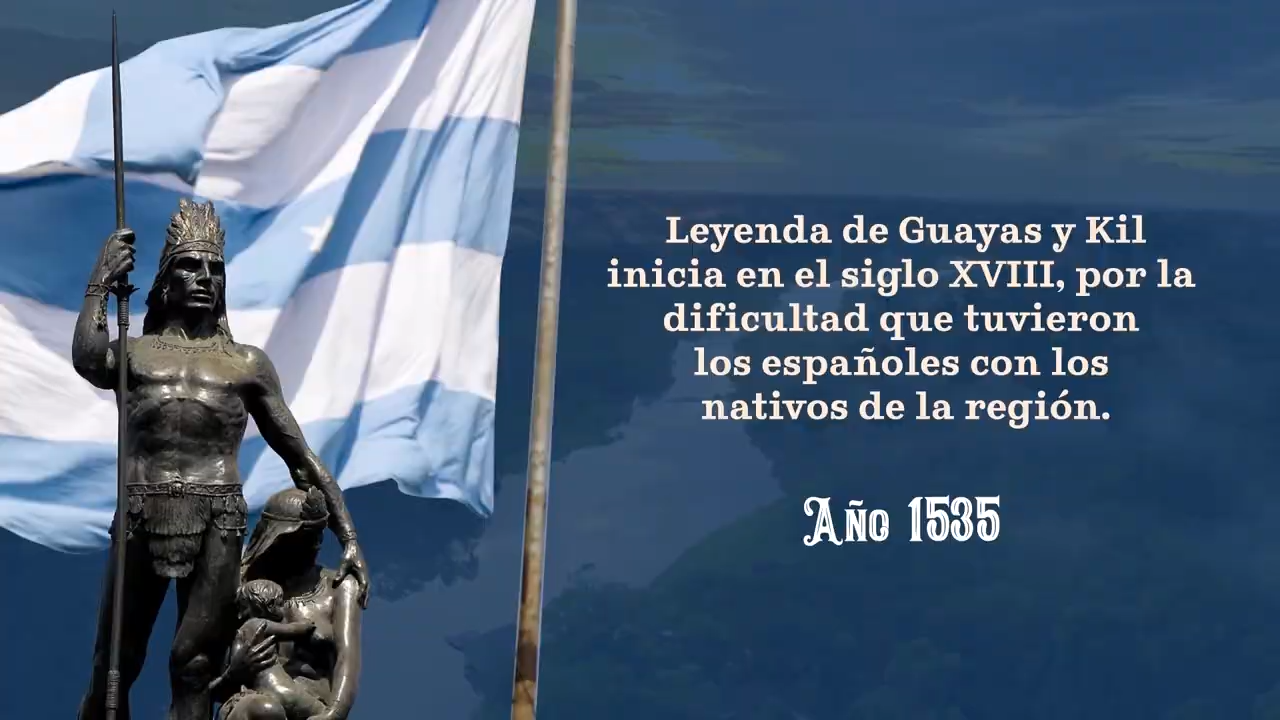 Leyenda de Guayas y Kil
inicia en el siglo XVIII, por la
dificultad que tuvieron
los españoles con los
nativos de la región.
Año 1535